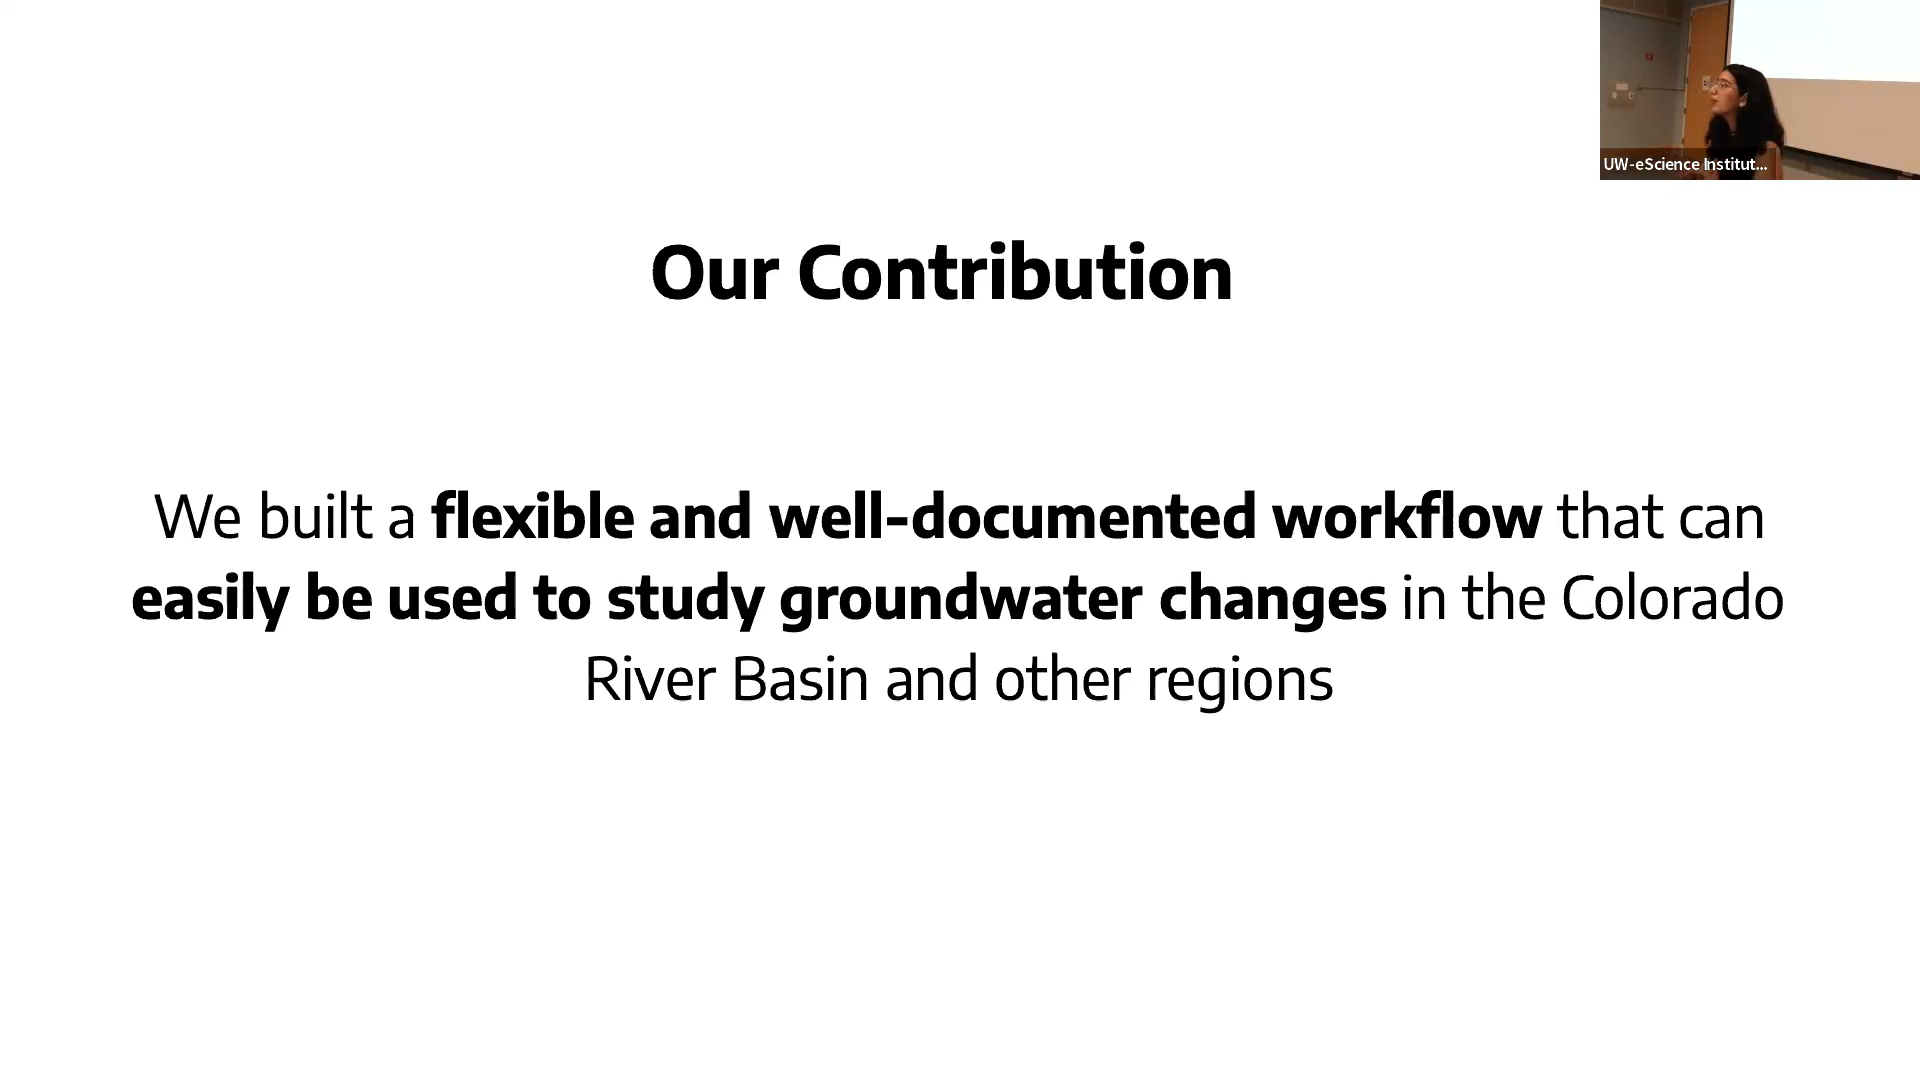 UW-eScience Institut...
Our Contribution
We built a flexible and well-documented workflow that can
easily be used to study groundwater changes in the Colorado
River Basin and other regions